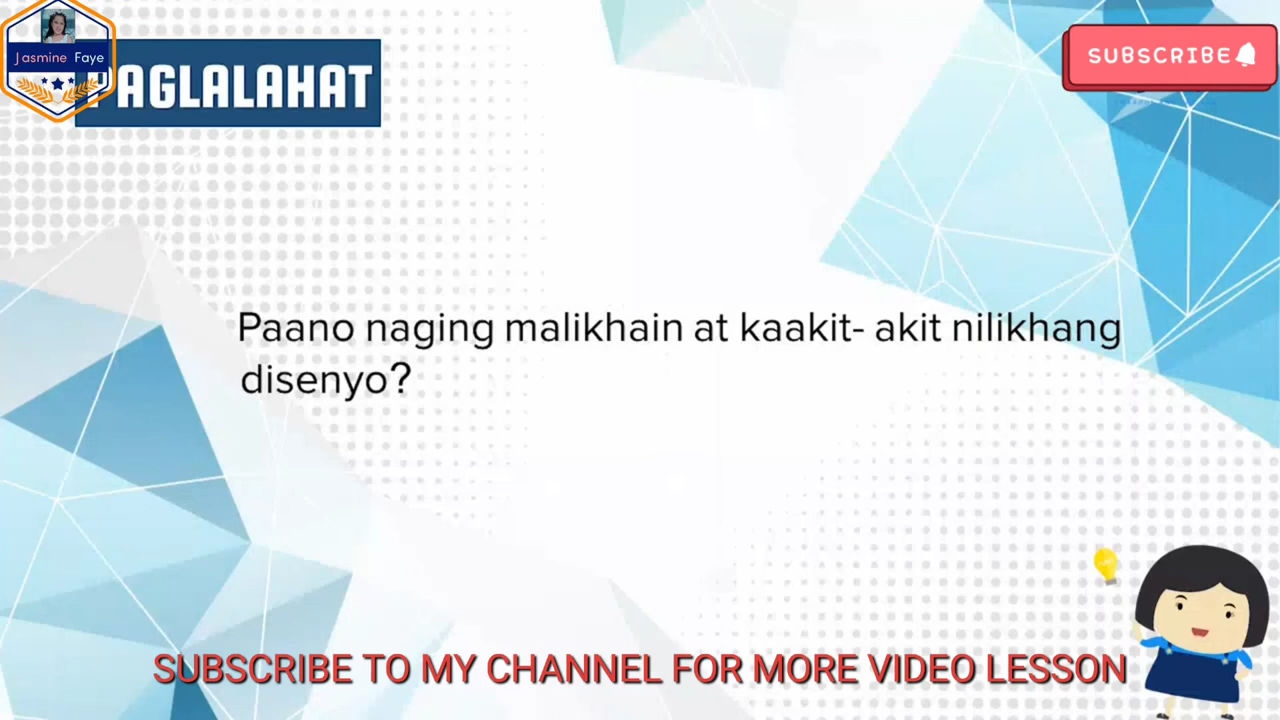 Jasmine Faye
PAGLALAHAT
SUBSCRIBE
Paano naging malikhain at kaakit- akit nilikhang
disenyo?
SUBSCRIBE TO MY CHANNEL FOR MORE VIDEO LESSON